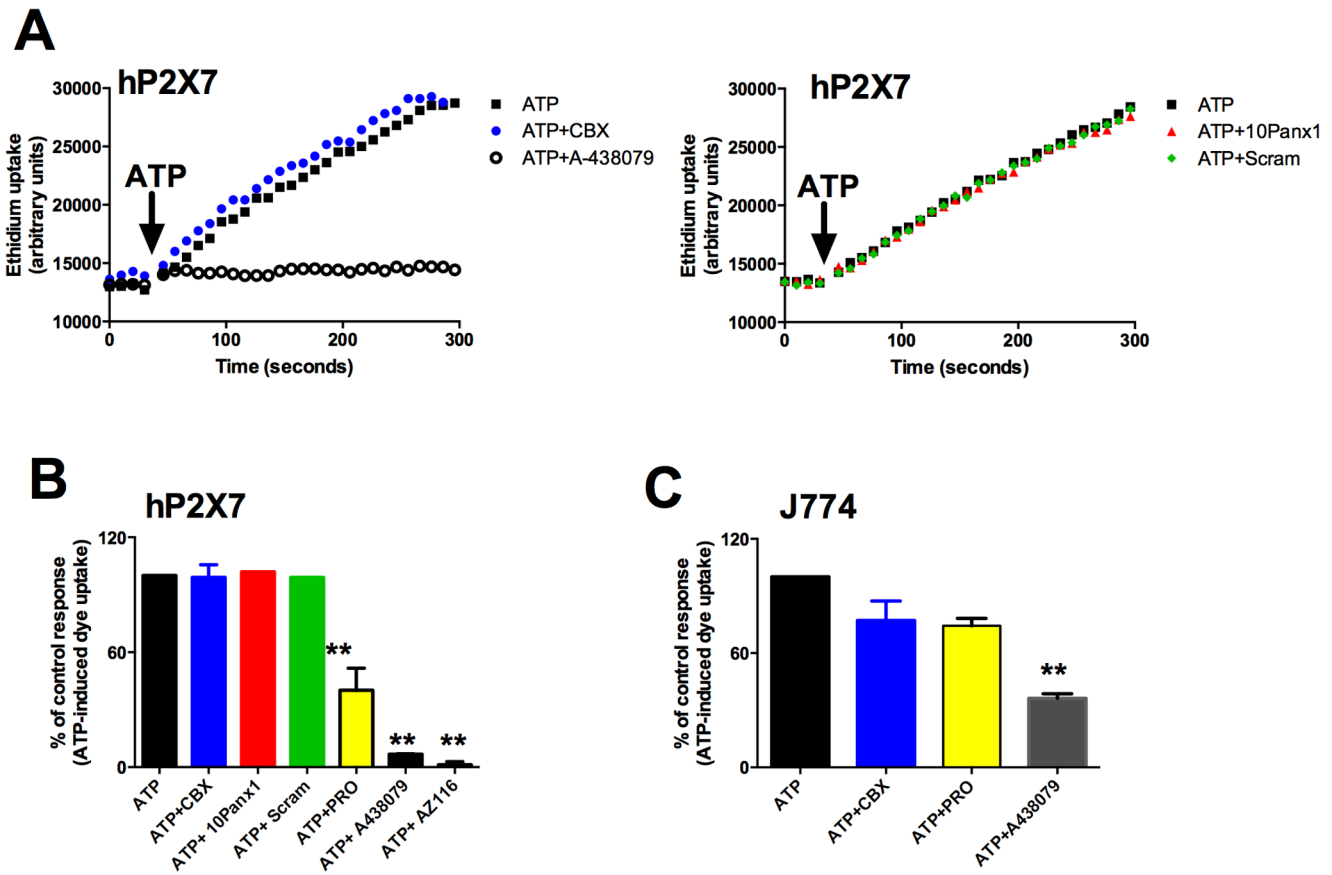 A
hP2X7
Ethidium uptake
(arbitrary units)
30000
25000
20000
15000
10000
ATP
0
100
200
300
Time (seconds)
ATP
ATP+CBX
ATP+A-438079
hP2X7
Ethidium uptake
(arbitrary units)
30000
25000
20000
15000
10000
ATP
0
100
200
300
Time (seconds)
ATP
ATP+10Panx1
ATP+Scram
B
hP2X7
% of control response
(ATP-induced dye uptake)
120
60
0
**
**
**
ATP
ATP+CBX
ATP+ 10Panx1
ATP+ Scram
ATP+PRO
ATP+ A438079
ATP+ AZ116
C
J774
% of control response
(ATP-induced dye uptake)
120
60
0
**
ATP
ATP+CBX
ATP+PRO
ATP+A438079